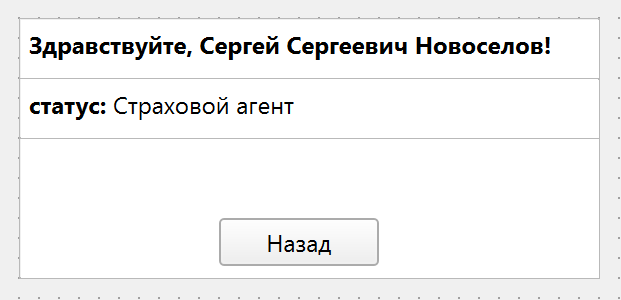 Здравствуйте, Сергей Сергеевич Новоселов!
статус: Страховой агент
Назад